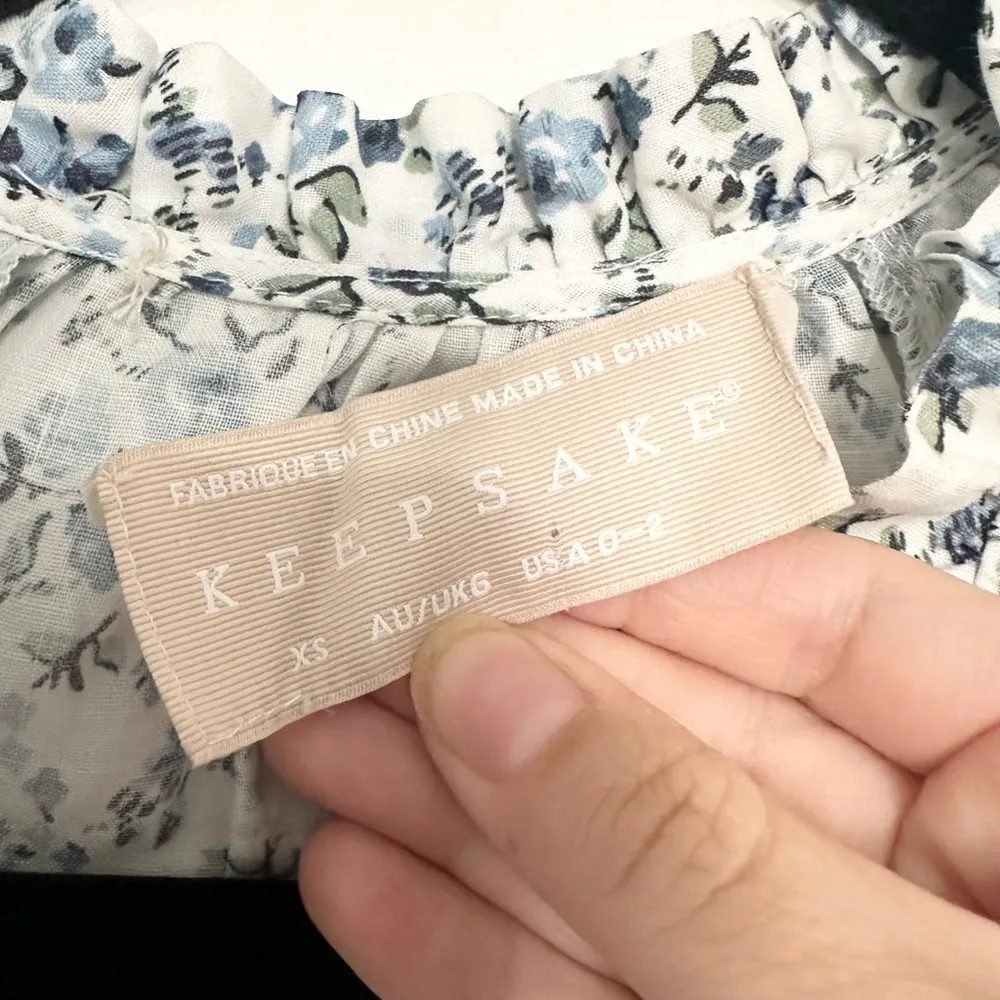 FABRIQUE EN CHINE MADE IN CHINA
KEEPSAKE®
XS AU/UK6 USA 0-2